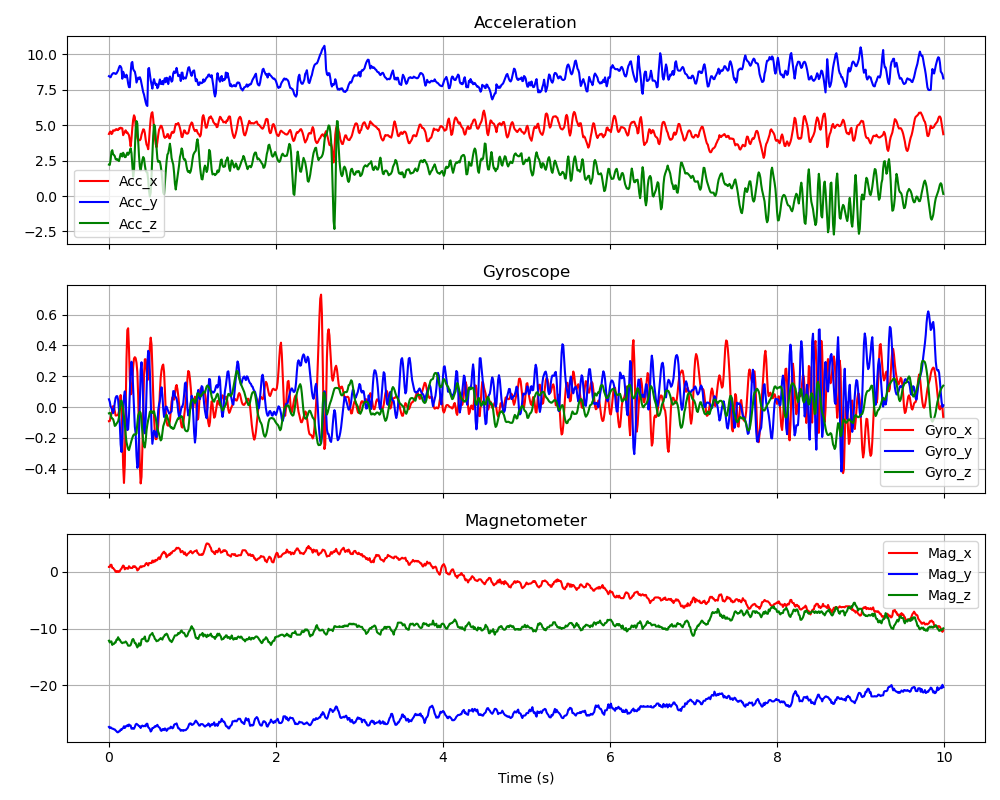 Acceleration
10.0
7.5
5.0
2.5
0.0
−2.5
Acc_x
Acc_y
Acc_z
Gyroscope
0.6
0.4
0.2
0.0
−0.2
−0.4
Gyro_x
Gyro_y
Gyro_z
Magnetometer
0
−10
−20
Mag_x
Mag_y
Mag_z
0 2 4 6 8 10
Time (s)